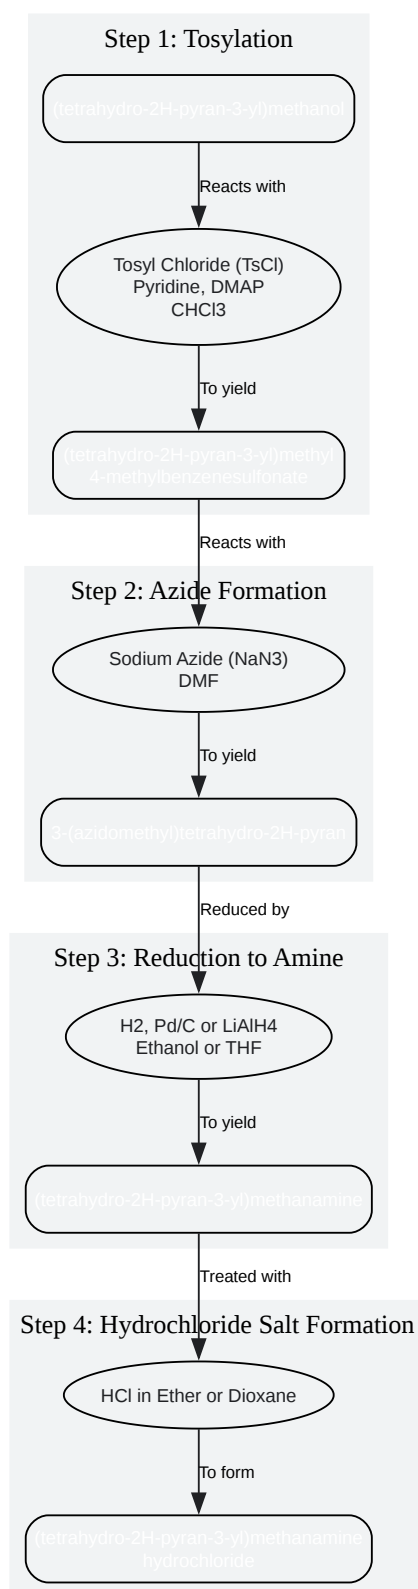 Step 1: Tosylation
(tetrahydro-2H-pyran-3-yl)methanol
Reacts with
Tosyl Chloride (TsCl)
Pyridine, DMAP
CHCl3
To yield
(tetrahydro-2H-pyran-3-yl)methyl
4-methylbenzenesulfonate
Reacts with
Step 2: Azide Formation
Sodium Azide (NaN3)
DMF
To yield
3-(azidomethyl)tetrahydro-2H-pyran
Reduced by
Step 3: Reduction to Amine
H2, Pd/C or LiAlH4
Ethanol or THF
To yield
(tetrahydro-2H-pyran-3-yl)methanamine
Treated with
Step 4: Hydrochloride Salt Formation
HCl in Ether or Dioxane
To form
(tetrahydro-2H-pyran-3-yl)methanamine
hydrochloride